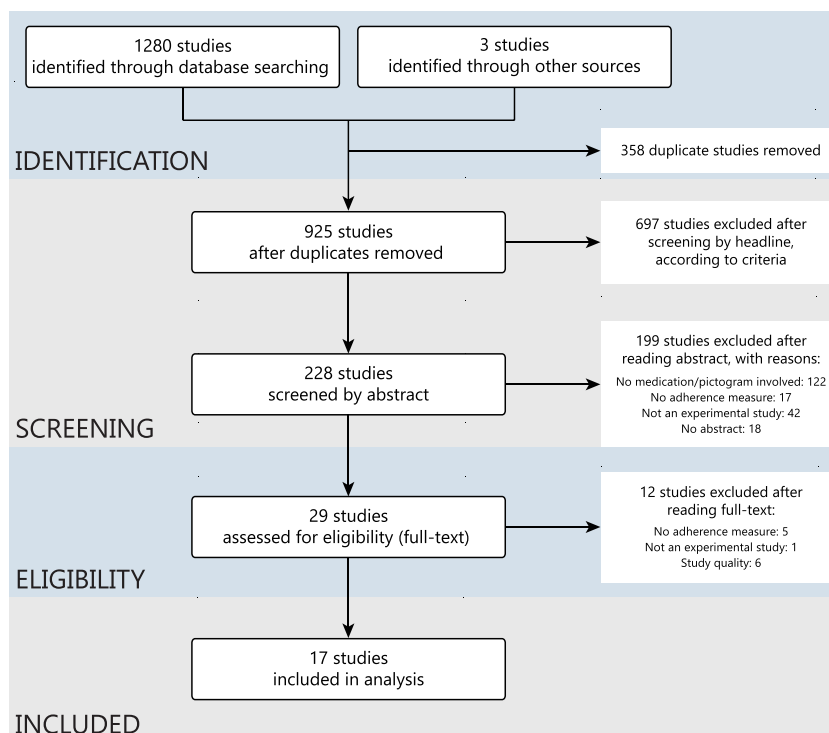 1280 studies
identified through database searching
3 studies
identified through other sources
IDENTIFICATION
358 duplicate studies removed
925 studies
after duplicates removed
697 studies excluded after
screening by headline,
according to criteria
228 studies
screened by abstract
199 studies excluded after
reading abstract, with reasons:
No medication/pictogram involved: 122
No adherence measure: 17
Not an experimental study: 42
No abstract: 18
SCREENING
29 studies
assessed for eligibility (full-text)
12 studies excluded after
reading full-text:
No adherence measure: 5
Not an experimental study: 1
Study quality: 6
ELIGIBILITY
17 studies
included in analysis
INCLUDED